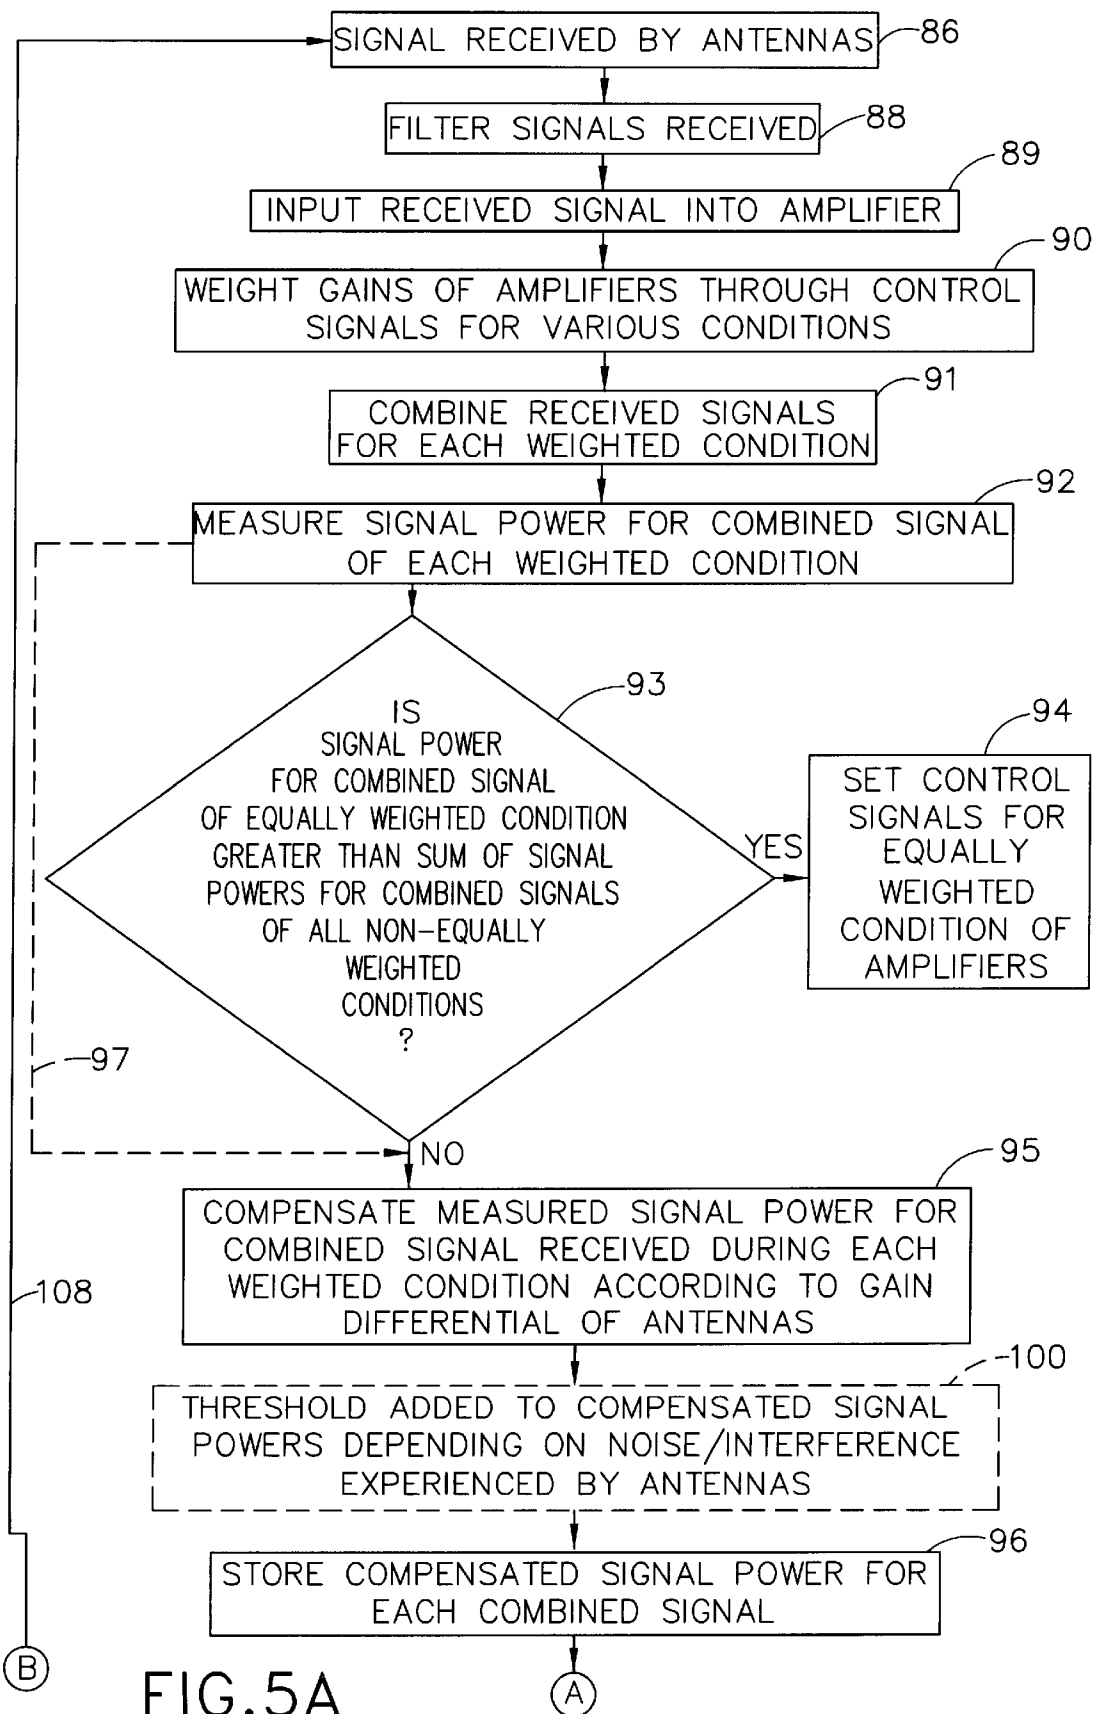 SIGNAL RECEIVED BY ANTENNAS
86
FILTER SIGNALS RECEIVED
88
89
INPUT RECEIVED SIGNAL INTO AMPLIFIER
90
WEIGHT GAINS OF AMPLIFIERS THROUGH CONTROL
SIGNALS FOR VARIOUS CONDITIONS
91
COMBINE RECEIVED SIGNALS
FOR EACH WEIGHTED CONDITION
92
MEASURE SIGNAL POWER FOR COMBINED SIGNAL
OF EACH WEIGHTED CONDITION
93
IS
SIGNAL POWER
FOR COMBINED SIGNAL
OF EQUALLY WEIGHTED CONDITION
GREATER THAN SUM OF SIGNAL
POWERS FOR COMBINED SIGNALS
OF ALL NON-EQUALLY
WEIGHTED
CONDITIONS
?
YES
94
SET CONTROL
SIGNALS FOR
EQUALLY
WEIGHTED
CONDITION OF
AMPLIFIERS
97
NO
95
COMPENSATE MEASURED SIGNAL POWER FOR
COMBINED SIGNAL RECEIVED DURING EACH
WEIGHTED CONDITION ACCORDING TO GAIN
DIFFERENTIAL OF ANTENNAS
108
100
THRESHOLD ADDED TO COMPENSATED SIGNAL
POWERS DEPENDING ON NOISE/INTERFERENCE
EXPERIENCED BY ANTENNAS
96
STORE COMPENSATED SIGNAL POWER FOR
EACH COMBINED SIGNAL
B
A
FIG.5A